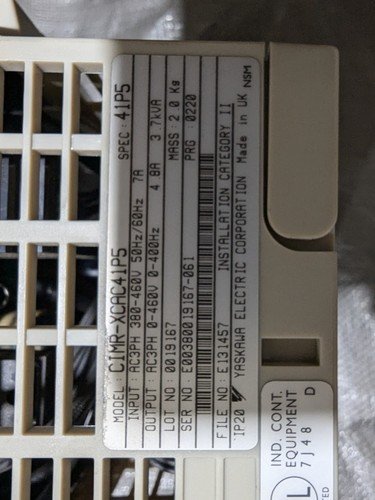 MODEL : CIMR-XCAC41P5 SPEC : 41P5
INPUT : AC3PH 380-460V 50Hz/60Hz 7A
OUTPUT : AC3PH 0-460V 0-400Hz 4.8A 3.7kVA
LOT NO : 0019167 MASS : 2.0 Kg
SER NO : E00380019167-061 PRG : 0220
FILE NO : E131457 INSTALLATION CATEGORY II
IP20 YASKAWA ELECTRIC CORPORATION Made in UK NSM
IND. CONT.
EQUIPMENT
7J48 D
L